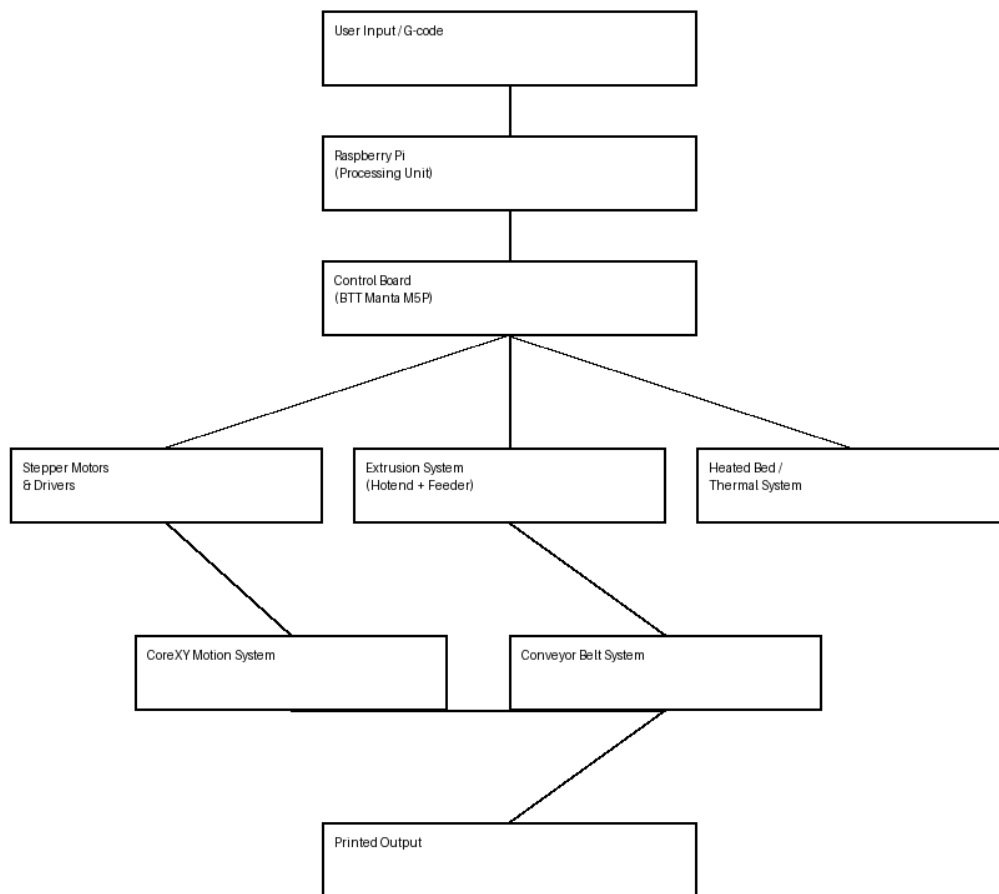 User Input / G-code
Raspberry Pi
(Processing Unit)
Control Board
(BTT Manta M5P)
Stepper Motors
& Drivers
Extrusion System
(Hotend + Feeder)
Heated Bed /
Thermal System
CoreXY Motion System
Conveyor Belt System
Printed Output